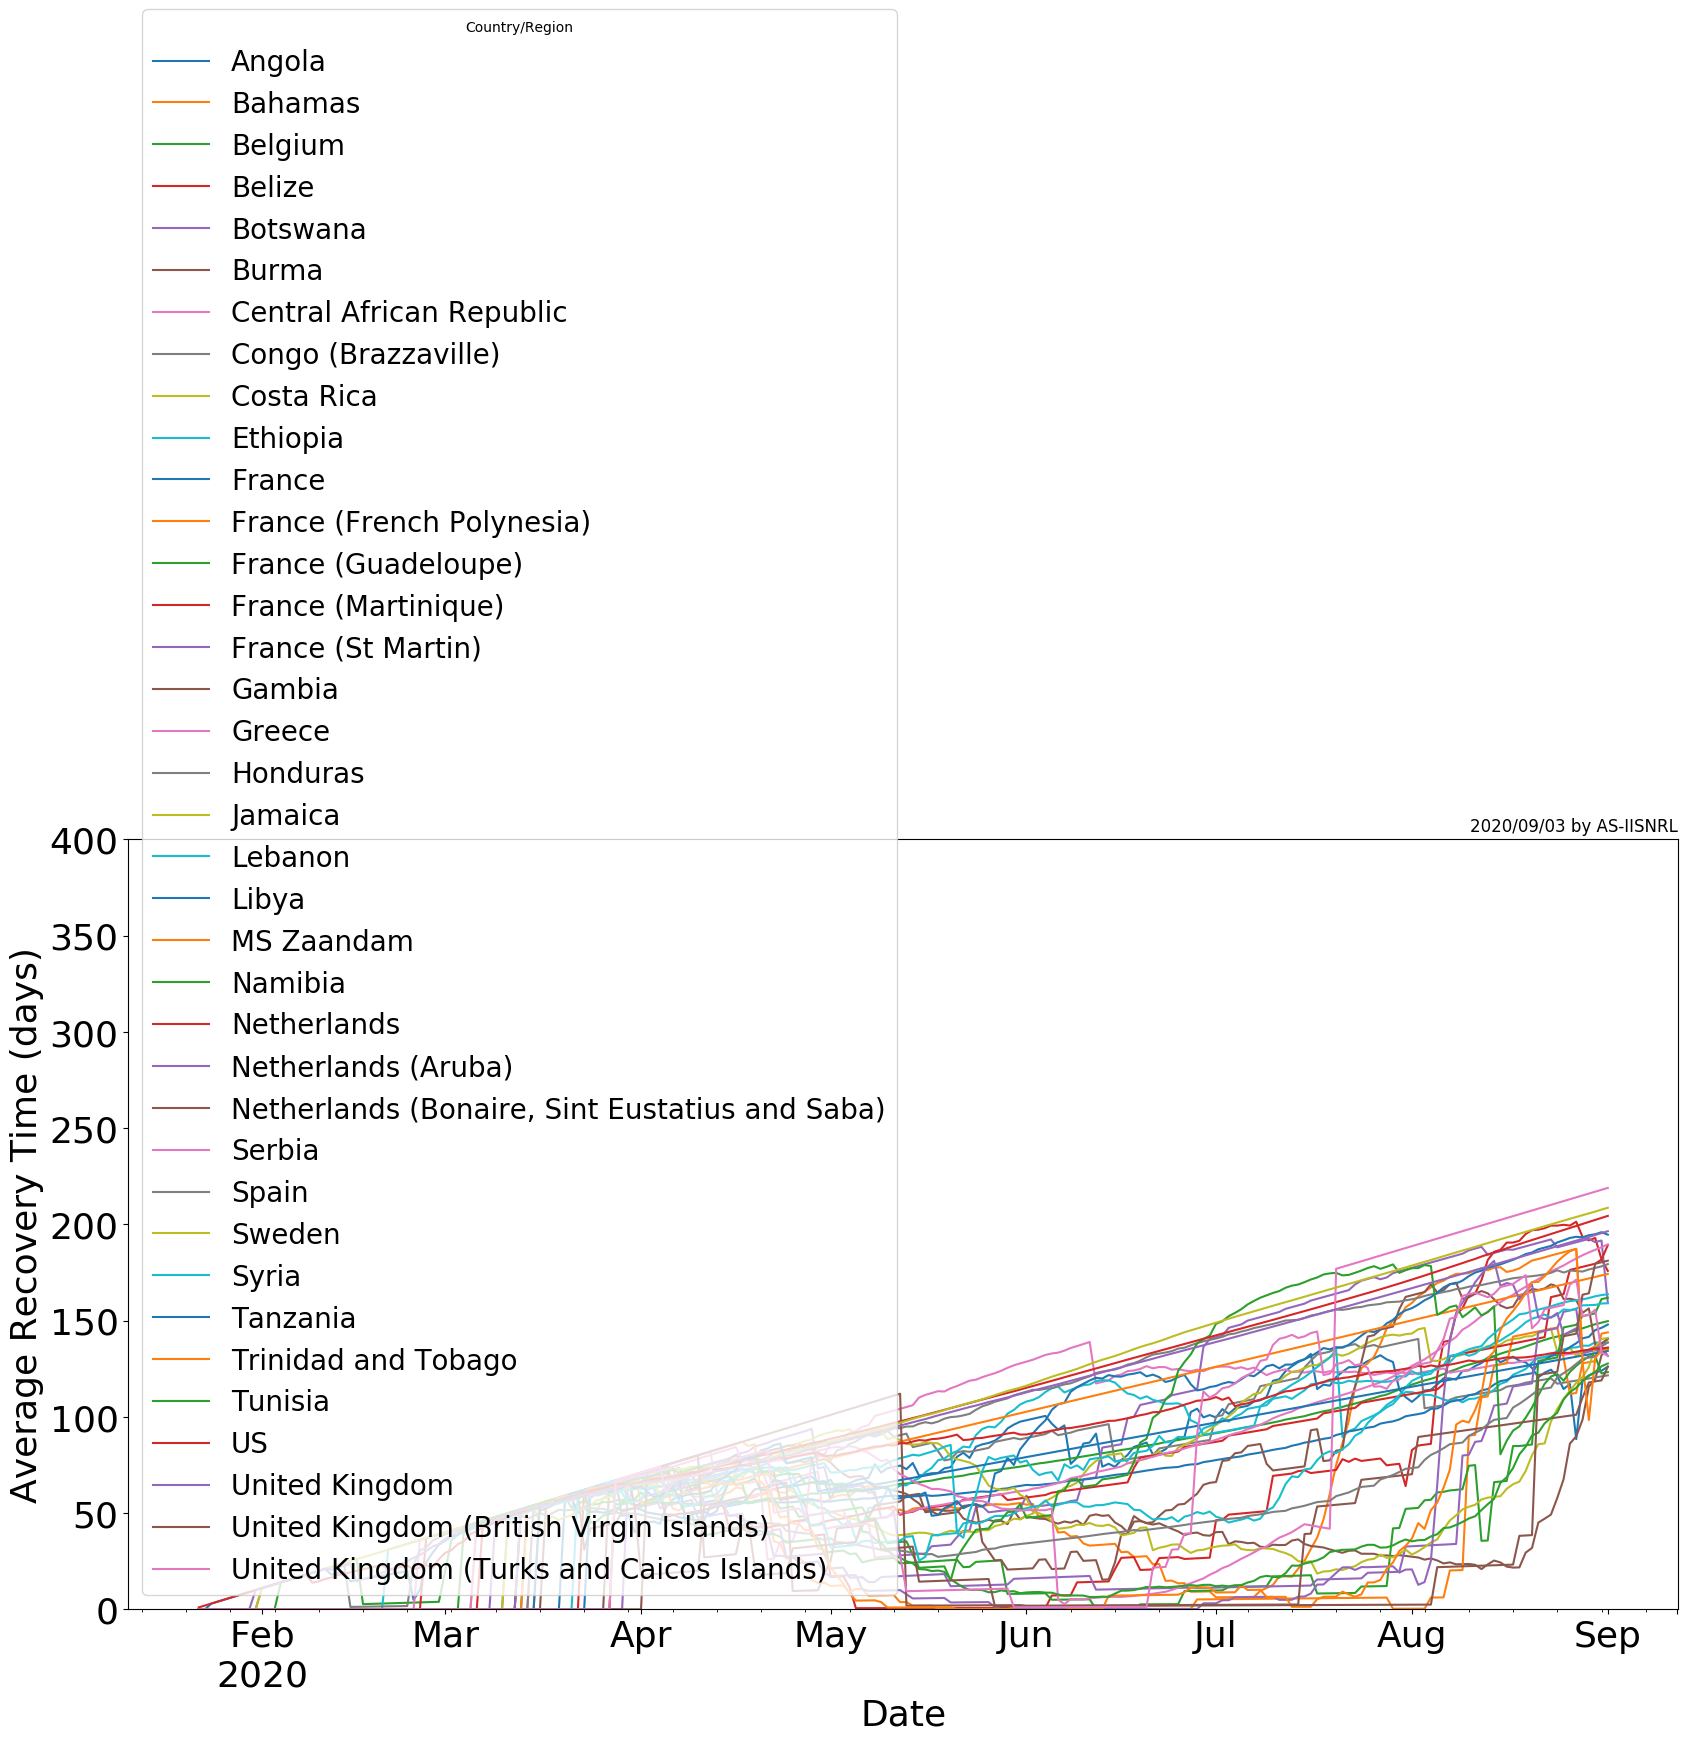 Country/Region
Angola
Bahamas
Belgium
Belize
Botswana
Burma
Central African Republic
Congo (Brazzaville)
Costa Rica
Ethiopia
France
France (French Polynesia)
France (Guadeloupe)
France (Martinique)
France (St Martin)
Gambia
Greece
Honduras
Jamaica
Lebanon
Libya
MS Zaandam
Namibia
Netherlands
Netherlands (Aruba)
Netherlands (Bonaire, Sint Eustatius and Saba)
Serbia
Spain
Sweden
Syria
Tanzania
Trinidad and Tobago
Tunisia
US
United Kingdom
United Kingdom (British Virgin Islands)
United Kingdom (Turks and Caicos Islands)
2020/09/03 by AS-IISNRL
400
350
300
250
200
150
100
50
0
Average Recovery Time (days)
Feb Mar Apr May Jun Jul Aug Sep
2020
Date